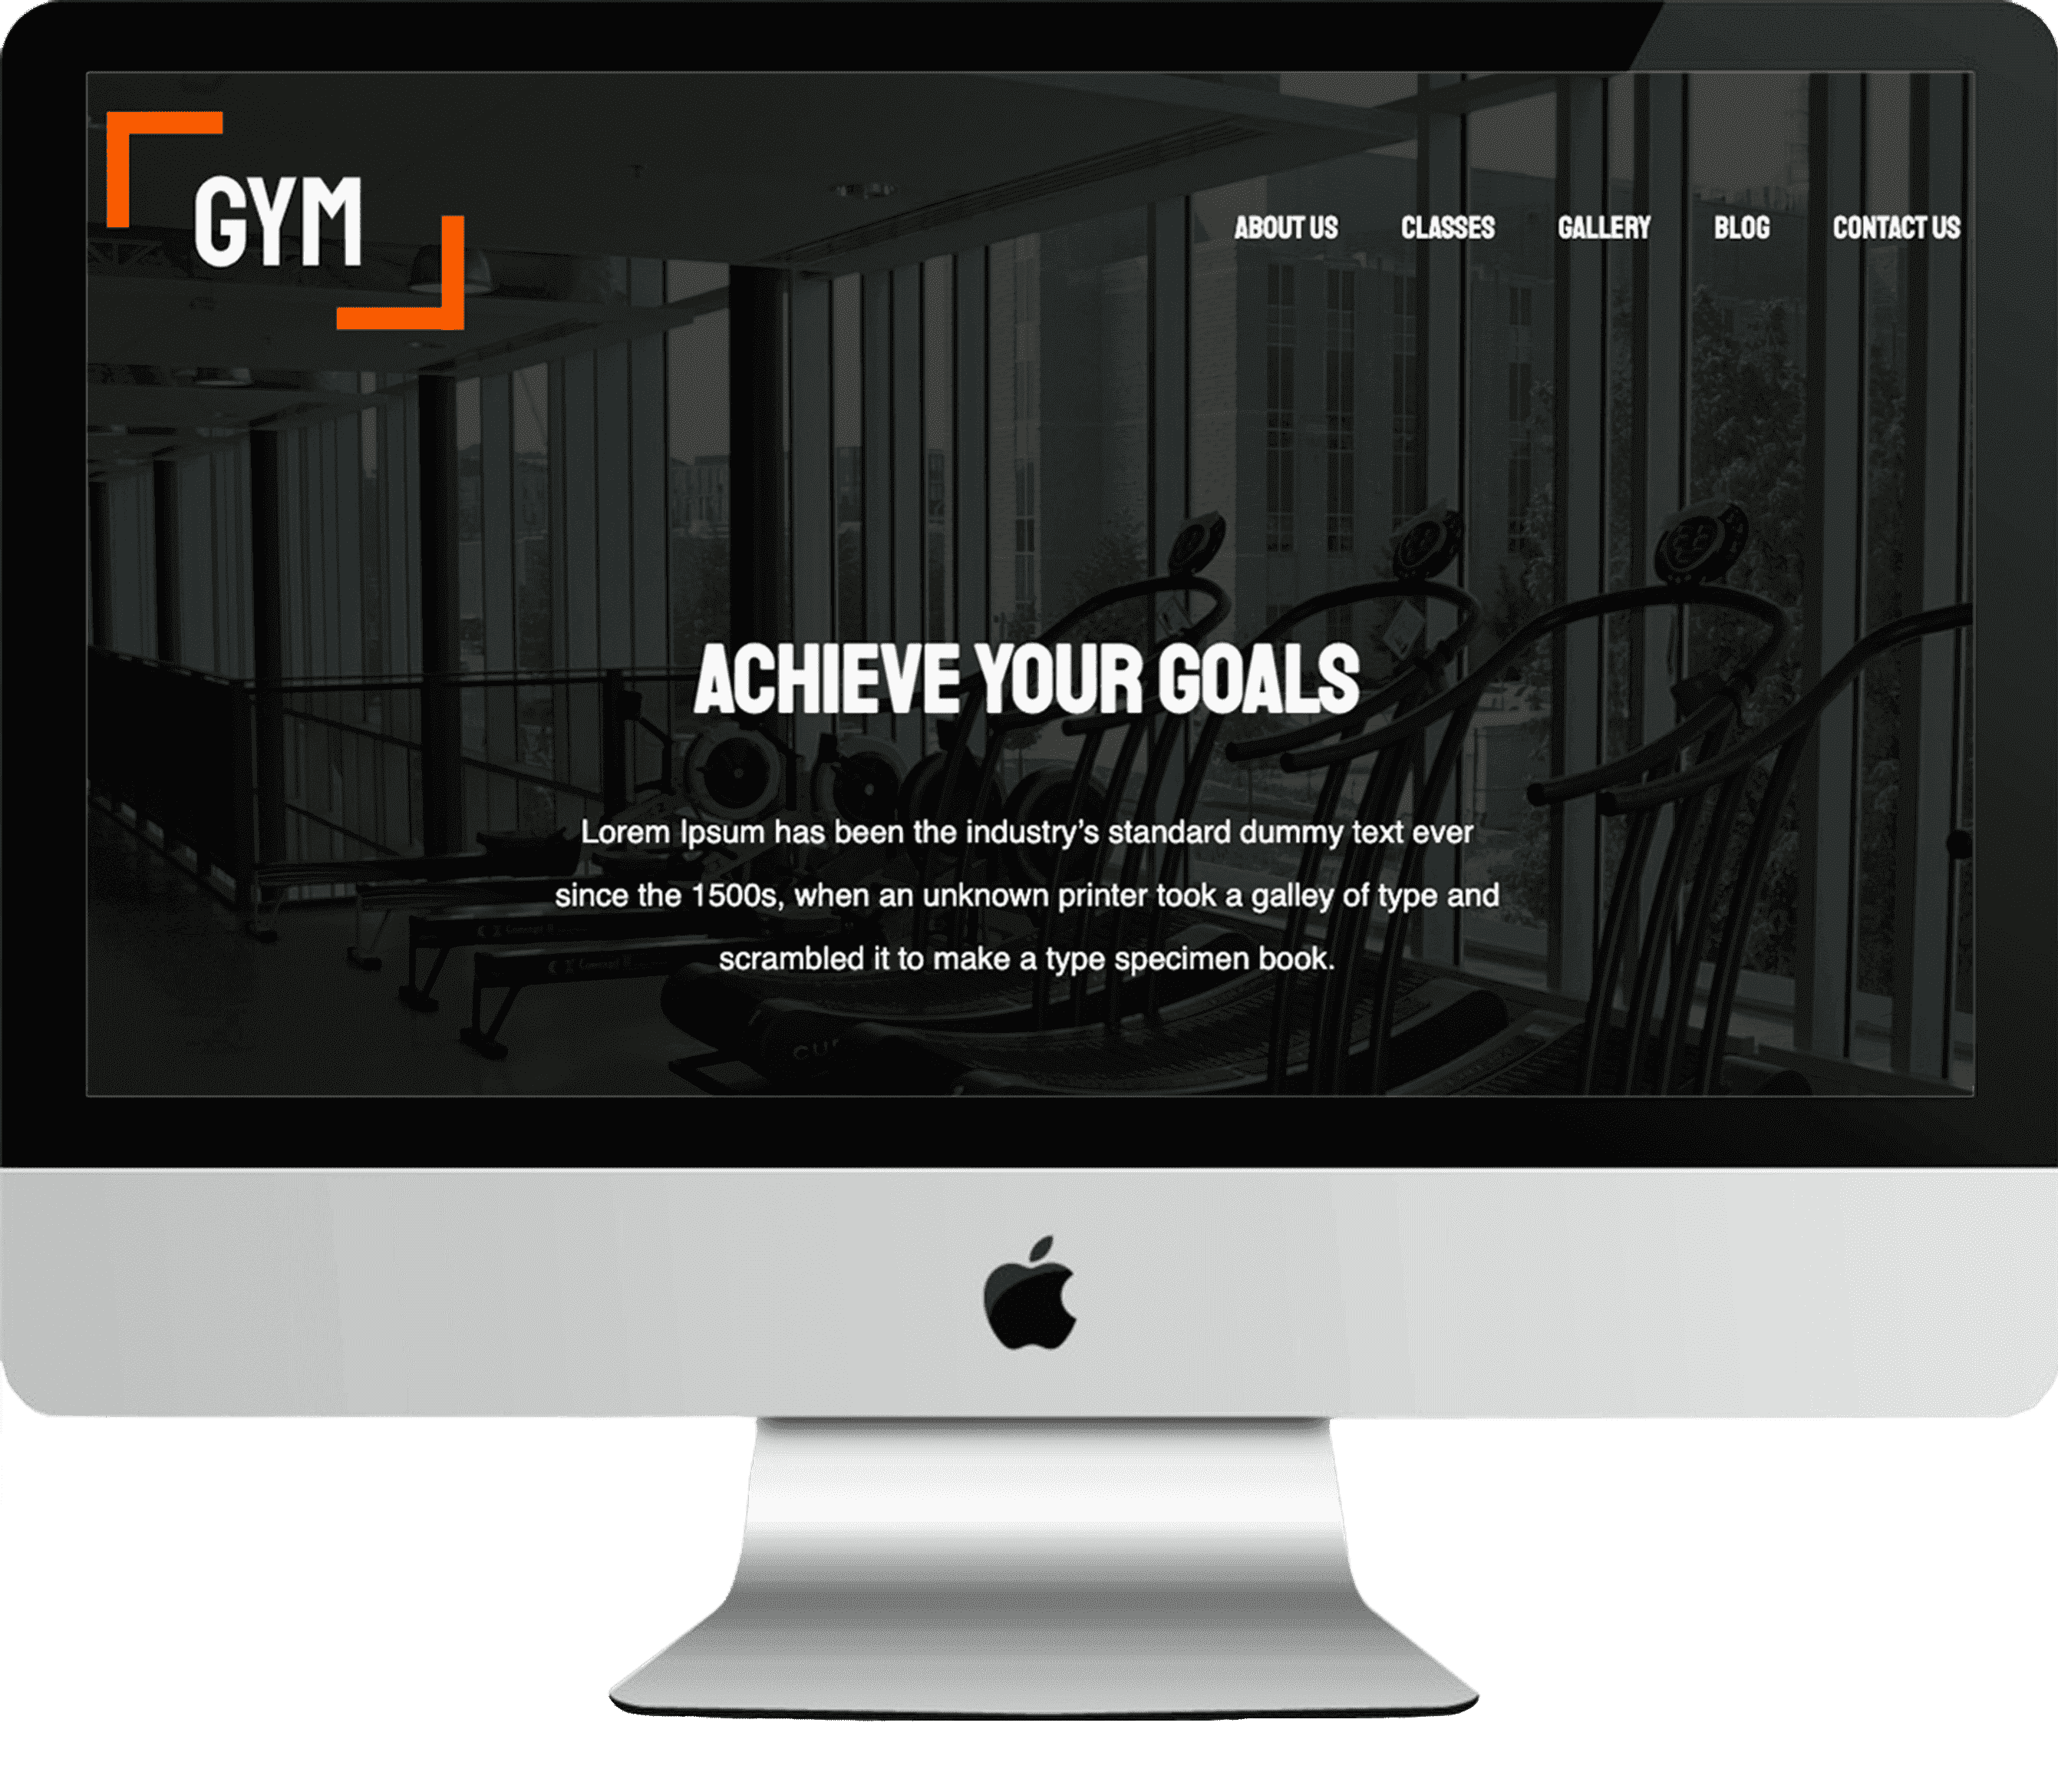 GYM
ABOUT US CLASSES GALLERY BLOG CONTACT US
ACHIEVE YOUR GOALS
Lorem Ipsum has been the industry’s standard dummy text ever
since the 1500s, when an unknown printer took a galley of type and
scrambled it to make a type specimen book.